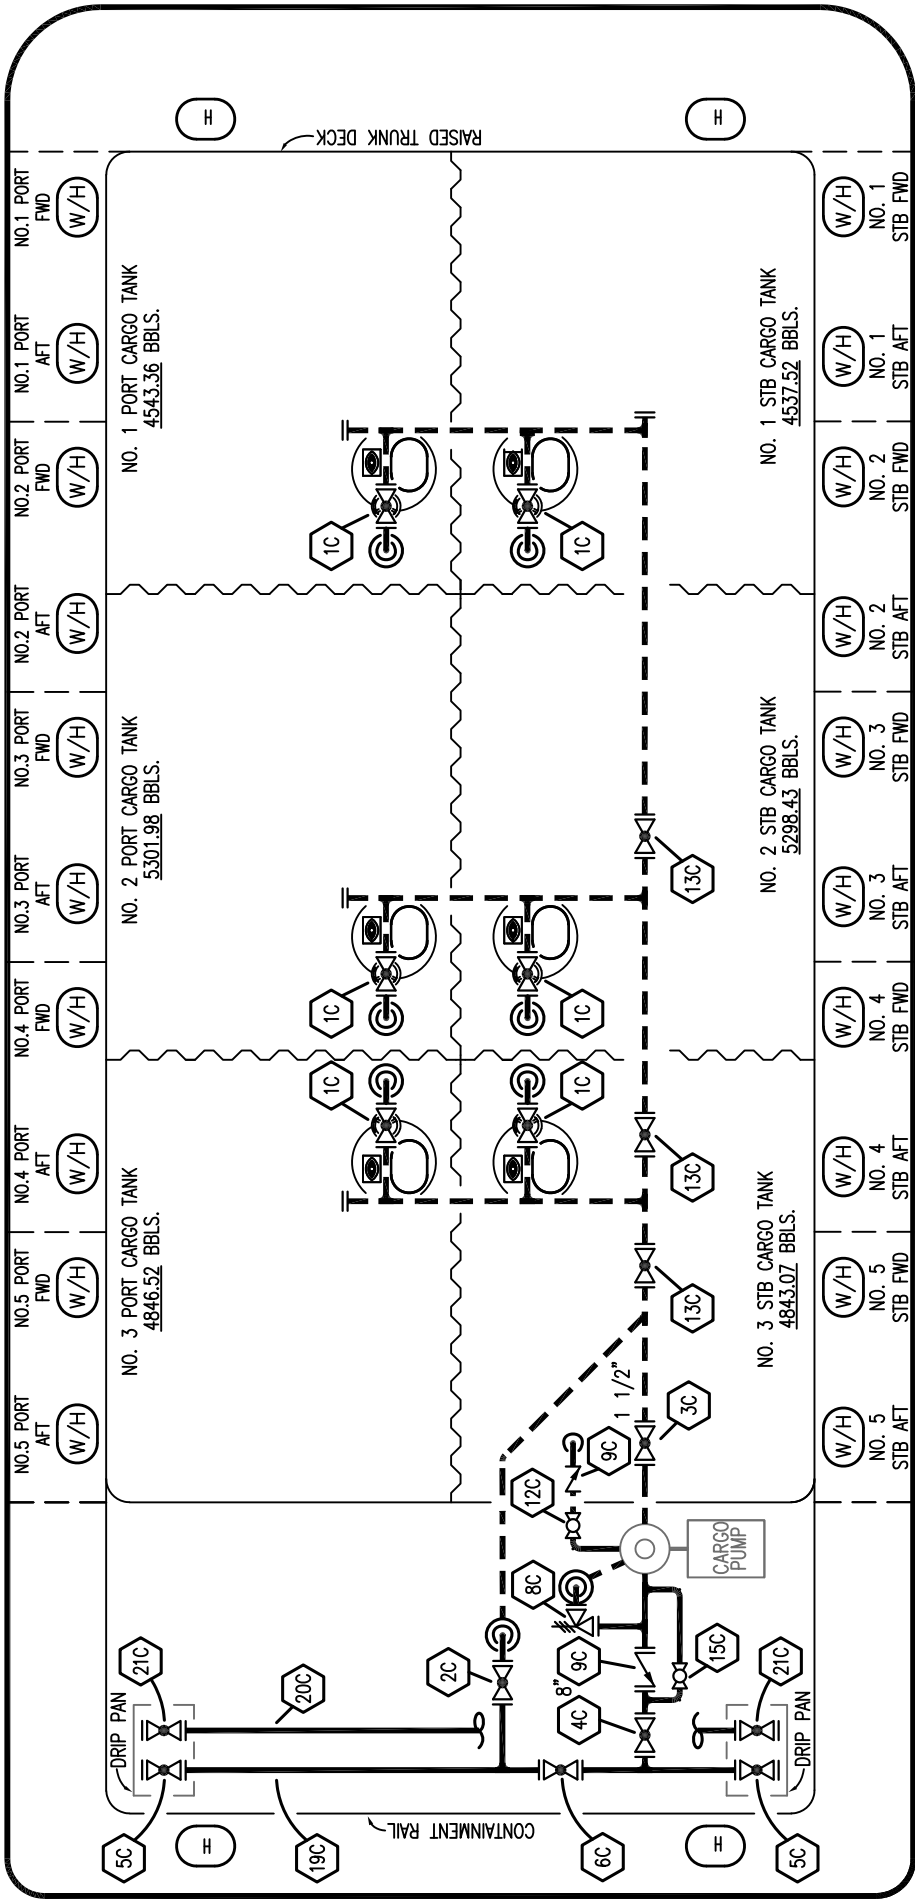 H
H
RAISED TRUNK DECK
NO.1 PORT
FWD
W/H
NO.1 PORT
AFT
W/H
NO.2 PORT
FWD
W/H
NO.2 PORT
AFT
W/H
NO.3 PORT
FWD
W/H
NO.3 PORT
AFT
W/H
NO.4 PORT
FWD
W/H
NO.4 PORT
AFT
W/H
NO.5 PORT
FWD
W/H
NO.5 PORT
AFT
W/H
NO. 1 PORT CARGO TANK
4543.36 BBLS.
NO. 2 PORT CARGO TANK
5301.98 BBLS.
NO. 3 PORT CARGO TANK
4846.52 BBLS.
1C
1C
1C
1C
1C
1C
NO. 1 STB CARGO TANK
4537.52 BBLS.
NO. 2 STB CARGO TANK
5298.43 BBLS.
NO. 3 STB CARGO TANK
4843.07 BBLS.
13C
13C
13C
1 1/2"
3C
9C
12C
CARGO
PUMP
8C
9C
8"
15C
4C
2C
21C
20C
DRIP PAN
5C
19C
6C
21C
DRIP PAN
5C
CONTAINMENT RAIL
H
H
W/H
NO. 1
STB FWD
W/H
NO. 1
STB AFT
W/H
NO. 2
STB FWD
W/H
NO. 2
STB AFT
W/H
NO. 3
STB FWD
W/H
NO. 3
STB AFT
W/H
NO. 4
STB FWD
W/H
NO. 4
STB AFT
W/H
NO. 5
STB FWD
W/H
NO. 5
STB AFT